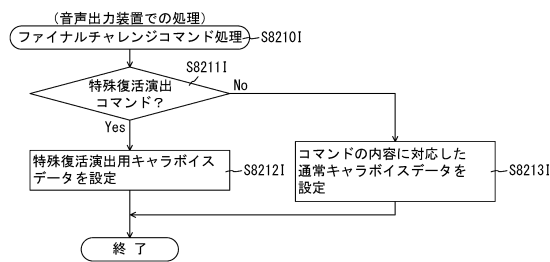 (音声出力装置での処理)
ファイナルチャレンジコマンド処理
S8210I
S8211I
特殊復活演出
コマンド?
No
Yes
特殊復活演出用キャラボイス
データを設定
S8212I
コマンドの内容に対応した
通常キャラボイスデータを
設定
S8213I
終 了